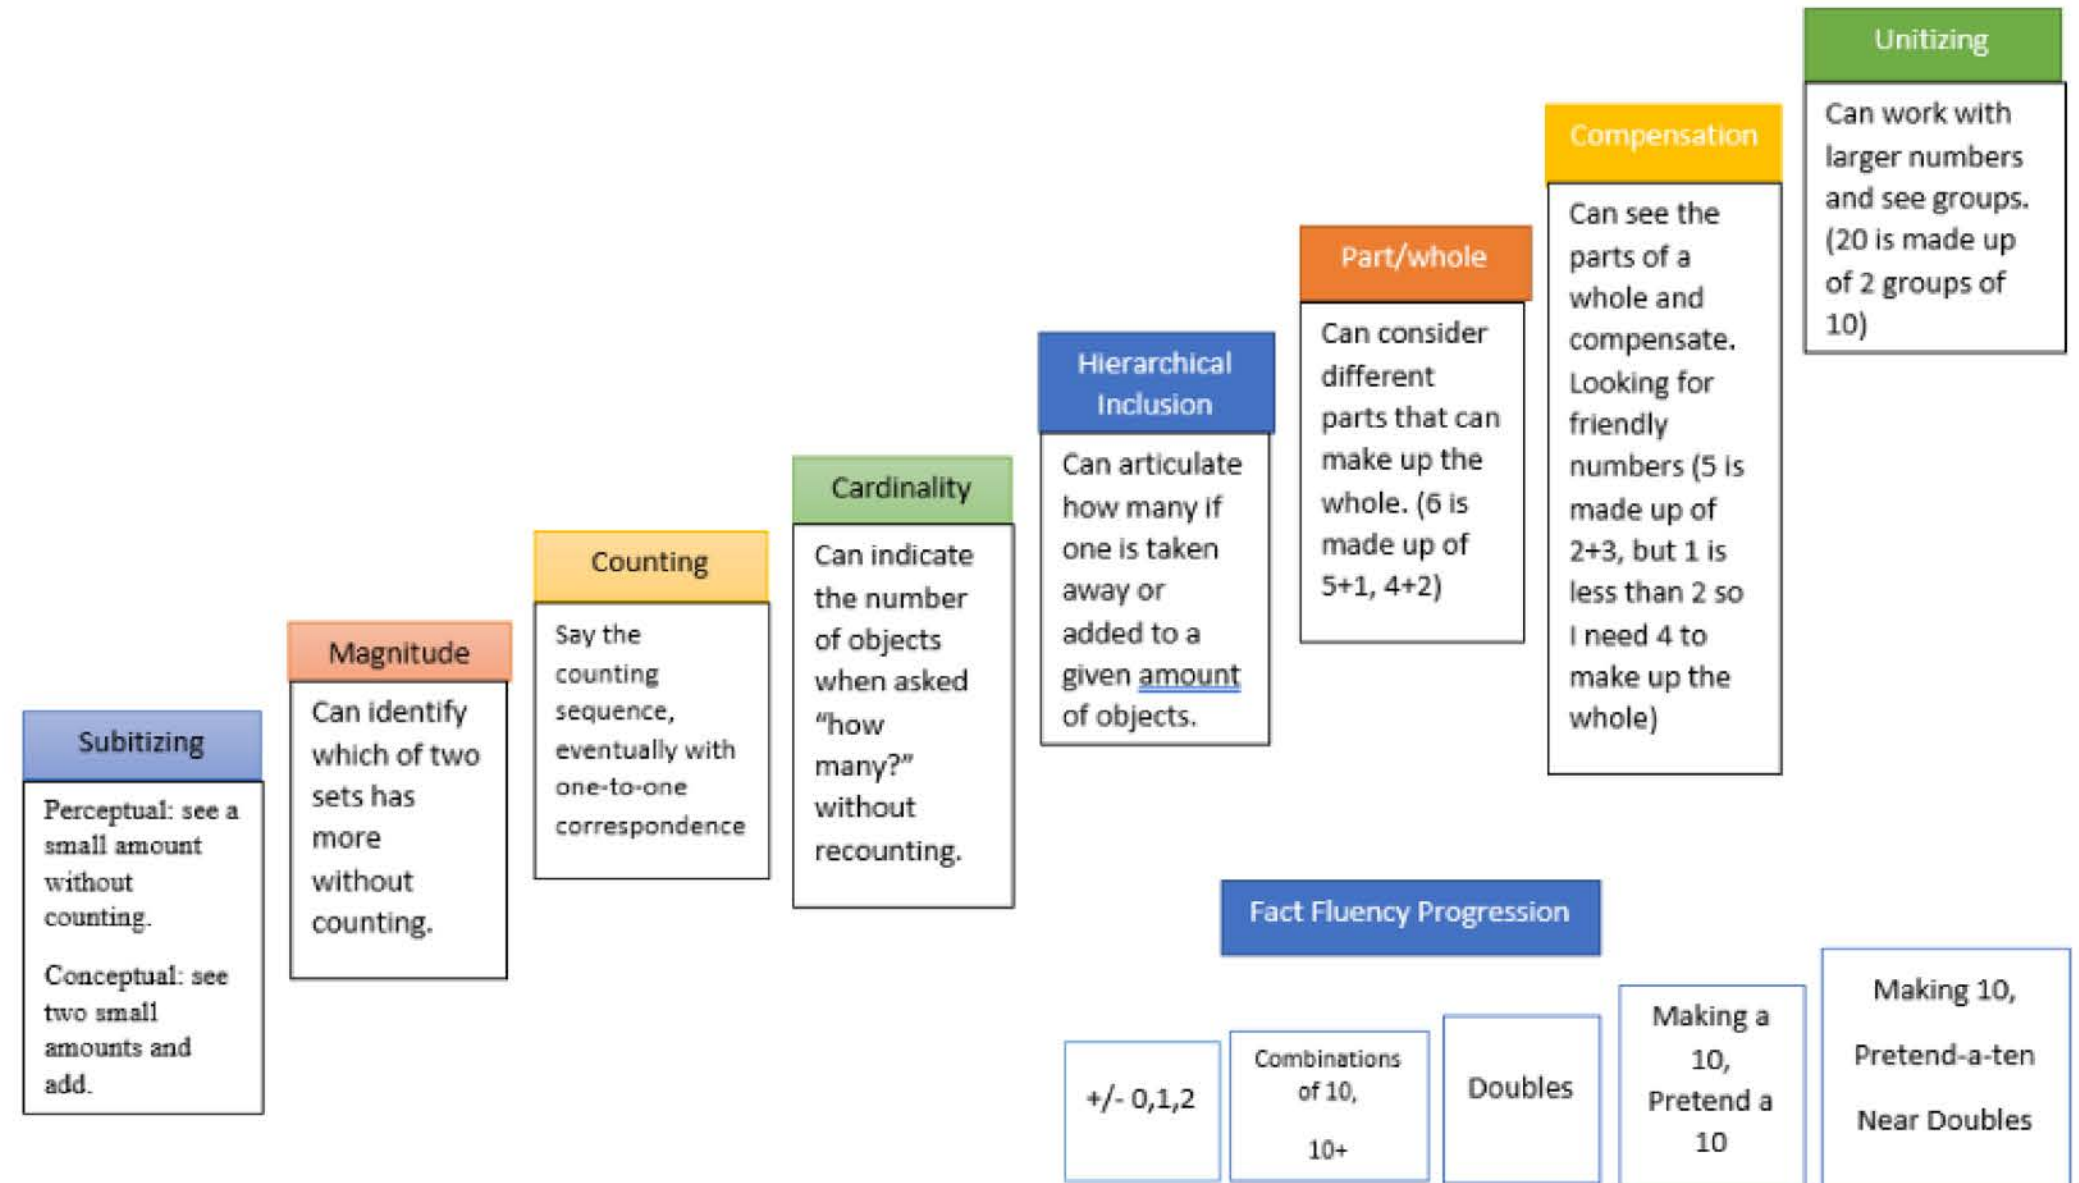 Subitizing
Perceptual: see a
small amount
without
counting.
Conceptual: see
two small
amounts and
add.
Magnitude
Can identify
which of two
sets has
more
without
counting.
Counting
Say the
counting
sequence,
eventually with
one-to-one
correspondence
Cardinality
Can indicate
the number
of objects
when asked
“how
many?”
without
recounting.
Hierarchical
Inclusion
Can articulate
how many if
one is taken
away or
added to a
given amount
of objects.
Part/whole
Can consider
different
parts that can
make up the
whole. (6 is
made up of
5+1, 4+2)
Compensation
Can see the
parts of a
whole and
compensate.
Looking for
friendly
numbers (5 is
made up of
2+3, but 1 is
less than 2 so
I need 4 to
make up the
whole)
Unitizing
Can work with
larger numbers
and see groups.
(20 is made up
of 2 groups of
10)
Fact Fluency Progression
+/- 0,1,2
Combinations
of 10,
10+
Doubles
Making a
10,
Pretend a
10
Making 10,
Pretend-a-ten
Near Doubles